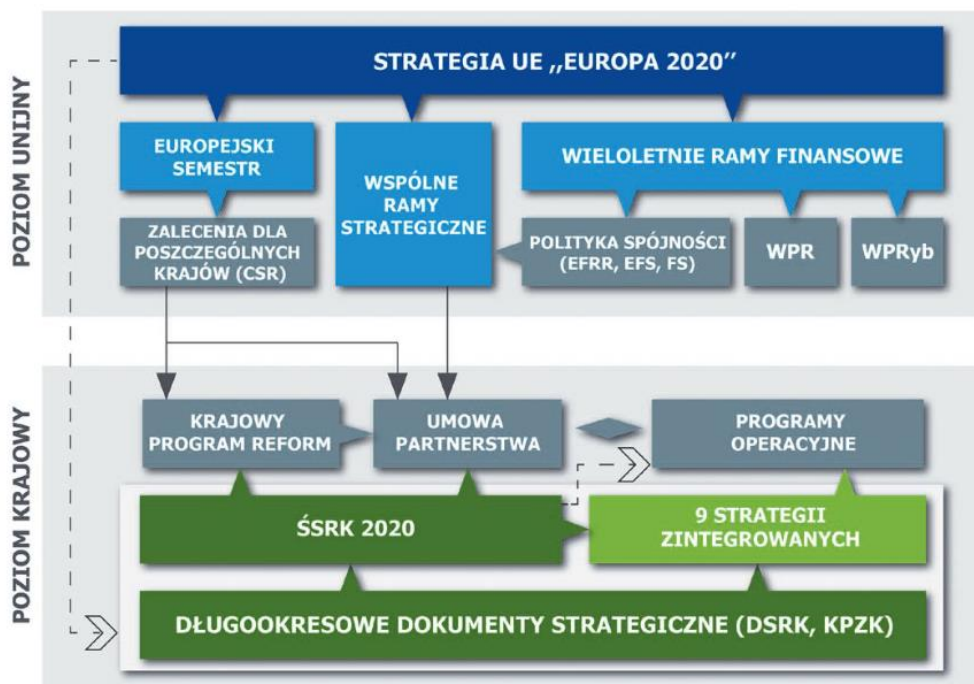 POZIOM UNIJNY
STRATEGIA UE ,,EUROPA 2020”
EUROPEJSKI
SEMESTR
WSPÓLNE
RAMY
STRATEGICZNE
WIELOLETNIE RAMY FINANSOWE
ZALECENIA DLA
POSZCZEGÓLNYCH
KRAJÓW (CSR)
POLITYKA SPÓJNOŚCI
(EFRR, EFS, FS)
WPR
WPRyb
POZIOM KRAJOWY
KRAJOWY
PROGRAM REFORM
UMOWA
PARTNERSTWA
PROGRAMY
OPERACYJNE
ŚSRK 2020
9 STRATEGII
ZINTEGROWANYCH
DŁUGOOKRESOWE DOKUMENTY STRATEGICZNE (DSRK, KPZK)